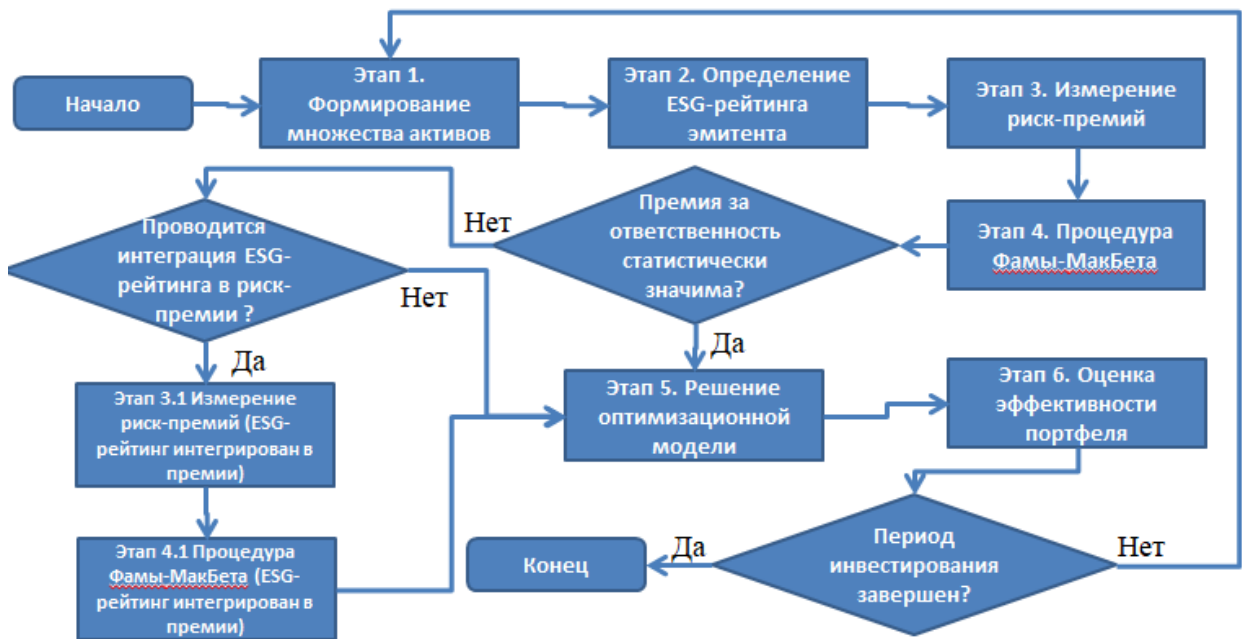 Начало
Этап 1.
Формирование
множества активов
Этап 2. Определение
ESG-рейтинга
эмитента
Этап 3. Измерение
риск-премий
Этап 4. Процедура
Фамы-МакБета
Премия за
ответственность
статистически
значима?
Нет
Да
Проводится
интеграция ESG-
рейтинга в риск-
премии ?
Нет
Да
Этап 3.1 Измерение
риск-премий (ESG-
рейтинг интегрирован в
премии)
Этап 4.1 Процедура
Фамы-МакБета (ESG-
рейтинг интегрирован в
премии)
Этап 5. Решение
оптимизационной
модели
Этап 6. Оценка
эффективности
портфеля
Период
инвестирования
завершен?
Да
Нет
Конец